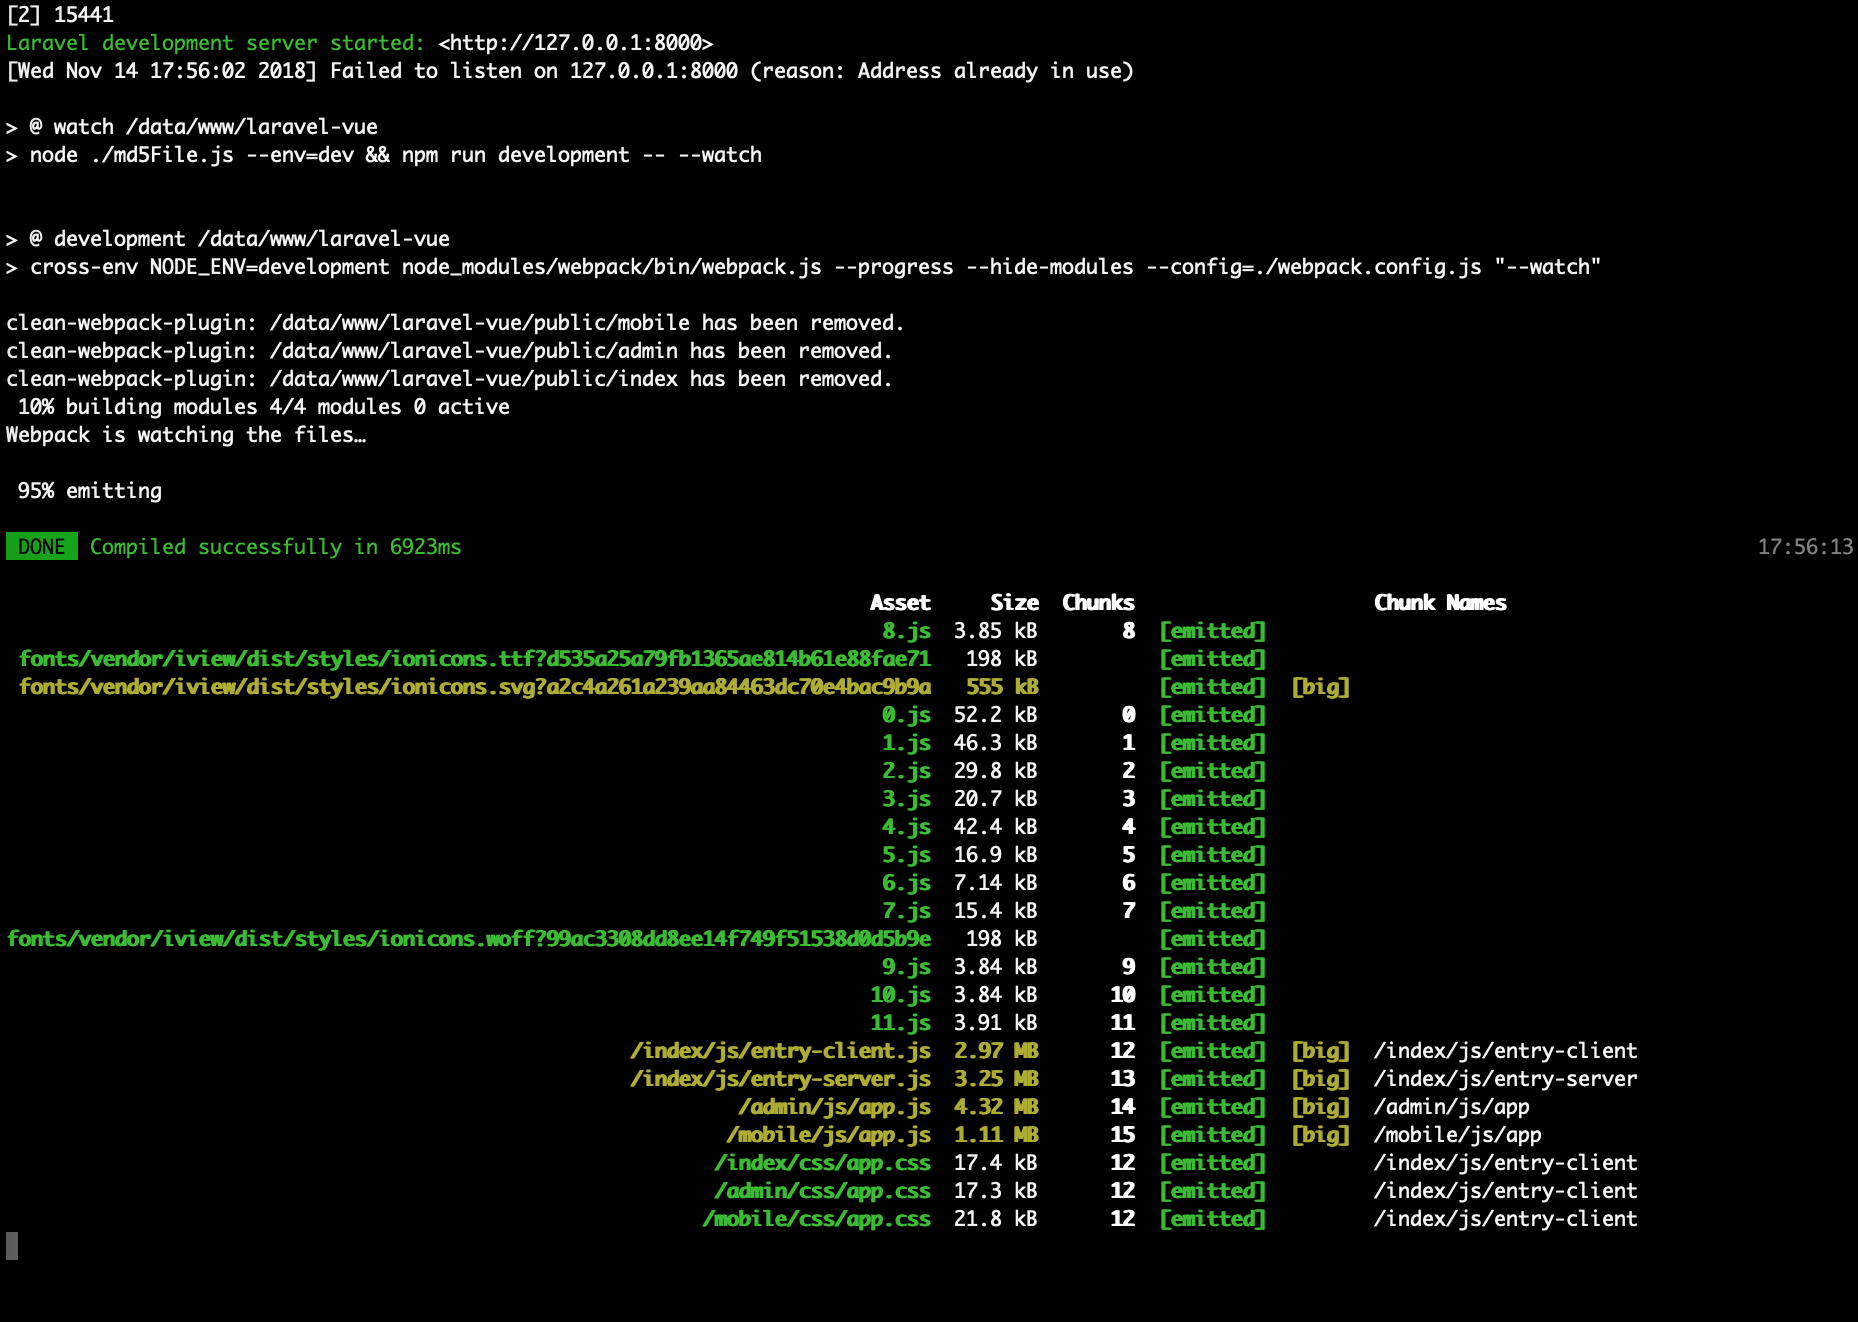 [2] 15441
Laravel development server started: <http://127.0.0.1:8000>
[Wed Nov 14 17:56:02 2018] Failed to listen on 127.0.0.1:8000 (reason: Address already in use)
> @ watch /data/www/laravel-vue
> node ./md5File.js --env=dev && npm run development -- --watch
> @ development /data/www/laravel-vue
> cross-env NODE_ENV=development node_modules/webpack/bin/webpack.js --progress --hide-modules --config=./webpack.config.js "--watch"
clean-webpack-plugin: /data/www/laravel-vue/public/mobile has been removed.
clean-webpack-plugin: /data/www/laravel-vue/public/admin has been removed.
clean-webpack-plugin: /data/www/laravel-vue/public/index has been removed.
10% building modules 4/4 modules 0 active
Webpack is watching the files…
95% emitting
DONE Compiled successfully in 6923ms 17:56:13
Asset Size Chunks Chunk Names
8.js 3.85 kB 8 [emitted]
fonts/vendor/iview/dist/styles/ionicons.ttf?d535a25a79fb1365ae814b61e88fae71 198 kB [emitted]
fonts/vendor/iview/dist/styles/ionicons.svg?a2c4a261a239aa84463dc70e4bac9b9a 555 kB [emitted] [big]
0.js 52.2 kB 0 [emitted]
1.js 46.3 kB 1 [emitted]
2.js 29.8 kB 2 [emitted]
3.js 20.7 kB 3 [emitted]
4.js 42.4 kB 4 [emitted]
5.js 16.9 kB 5 [emitted]
6.js 7.14 kB 6 [emitted]
7.js 15.4 kB 7 [emitted]
fonts/vendor/iview/dist/styles/ionicons.woff?99ac3308dd8ee14f749f51538d0d5b9e 198 kB [emitted]
9.js 3.84 kB 9 [emitted]
10.js 3.84 kB 10 [emitted]
11.js 3.91 kB 11 [emitted]
/index/js/entry-client.js 2.97 MB 12 [emitted] [big] /index/js/entry-client
/index/js/entry-server.js 3.25 MB 13 [emitted] [big] /index/js/entry-server
/admin/js/app.js 4.32 MB 14 [emitted] [big] /admin/js/app
/mobile/js/app.js 1.11 MB 15 [emitted] [big] /mobile/js/app
/index/css/app.css 17.4 kB 12 [emitted] /index/js/entry-client
/admin/css/app.css 17.3 kB 12 [emitted] /index/js/entry-client
/mobile/css/app.css 21.8 kB 12 [emitted] /index/js/entry-client